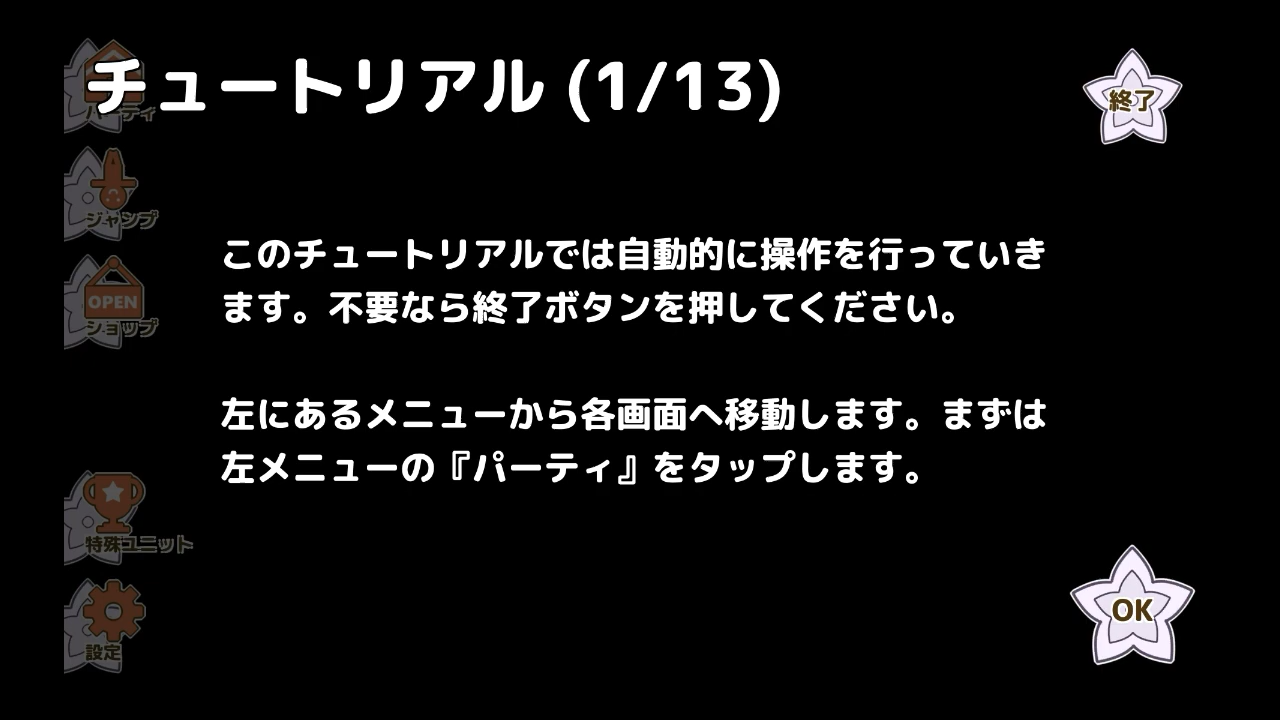 チュートリアル (1/13)
終了
パーティ
ジャンプ
OPEN
ショップ
このチュートリアルでは自動的に操作を行っていき
ます。不要なら終了ボタンを押してください。
左にあるメニューから各画面へ移動します。まずは
左メニューの『パーティ』をタップします。
特殊ユニット
設定
OK